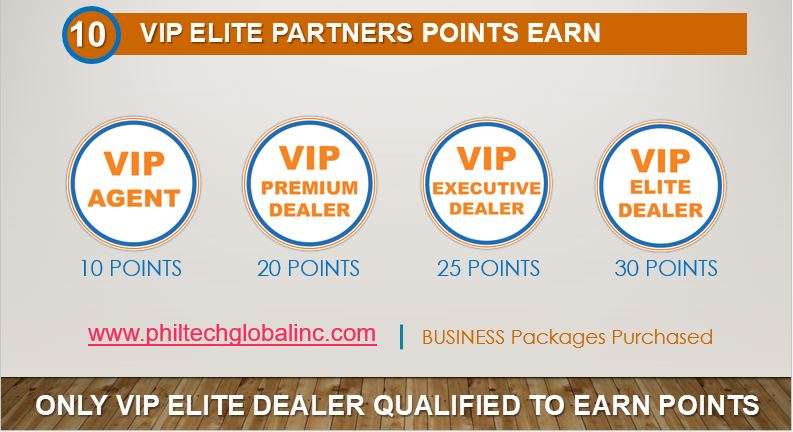 10 VIP ELITE PARTNERS POINTS EARN
VIP
AGENT
10 POINTS
VIP
PREMIUM
DEALER
20 POINTS
VIP
EXECUTIVE
DEALER
25 POINTS
VIP
ELITE
DEALER
30 POINTS
www.philtechglobalinc.com | BUSINESS Packages Purchased
ONLY VIP ELITE DEALER QUALIFIED TO EARN POINTS